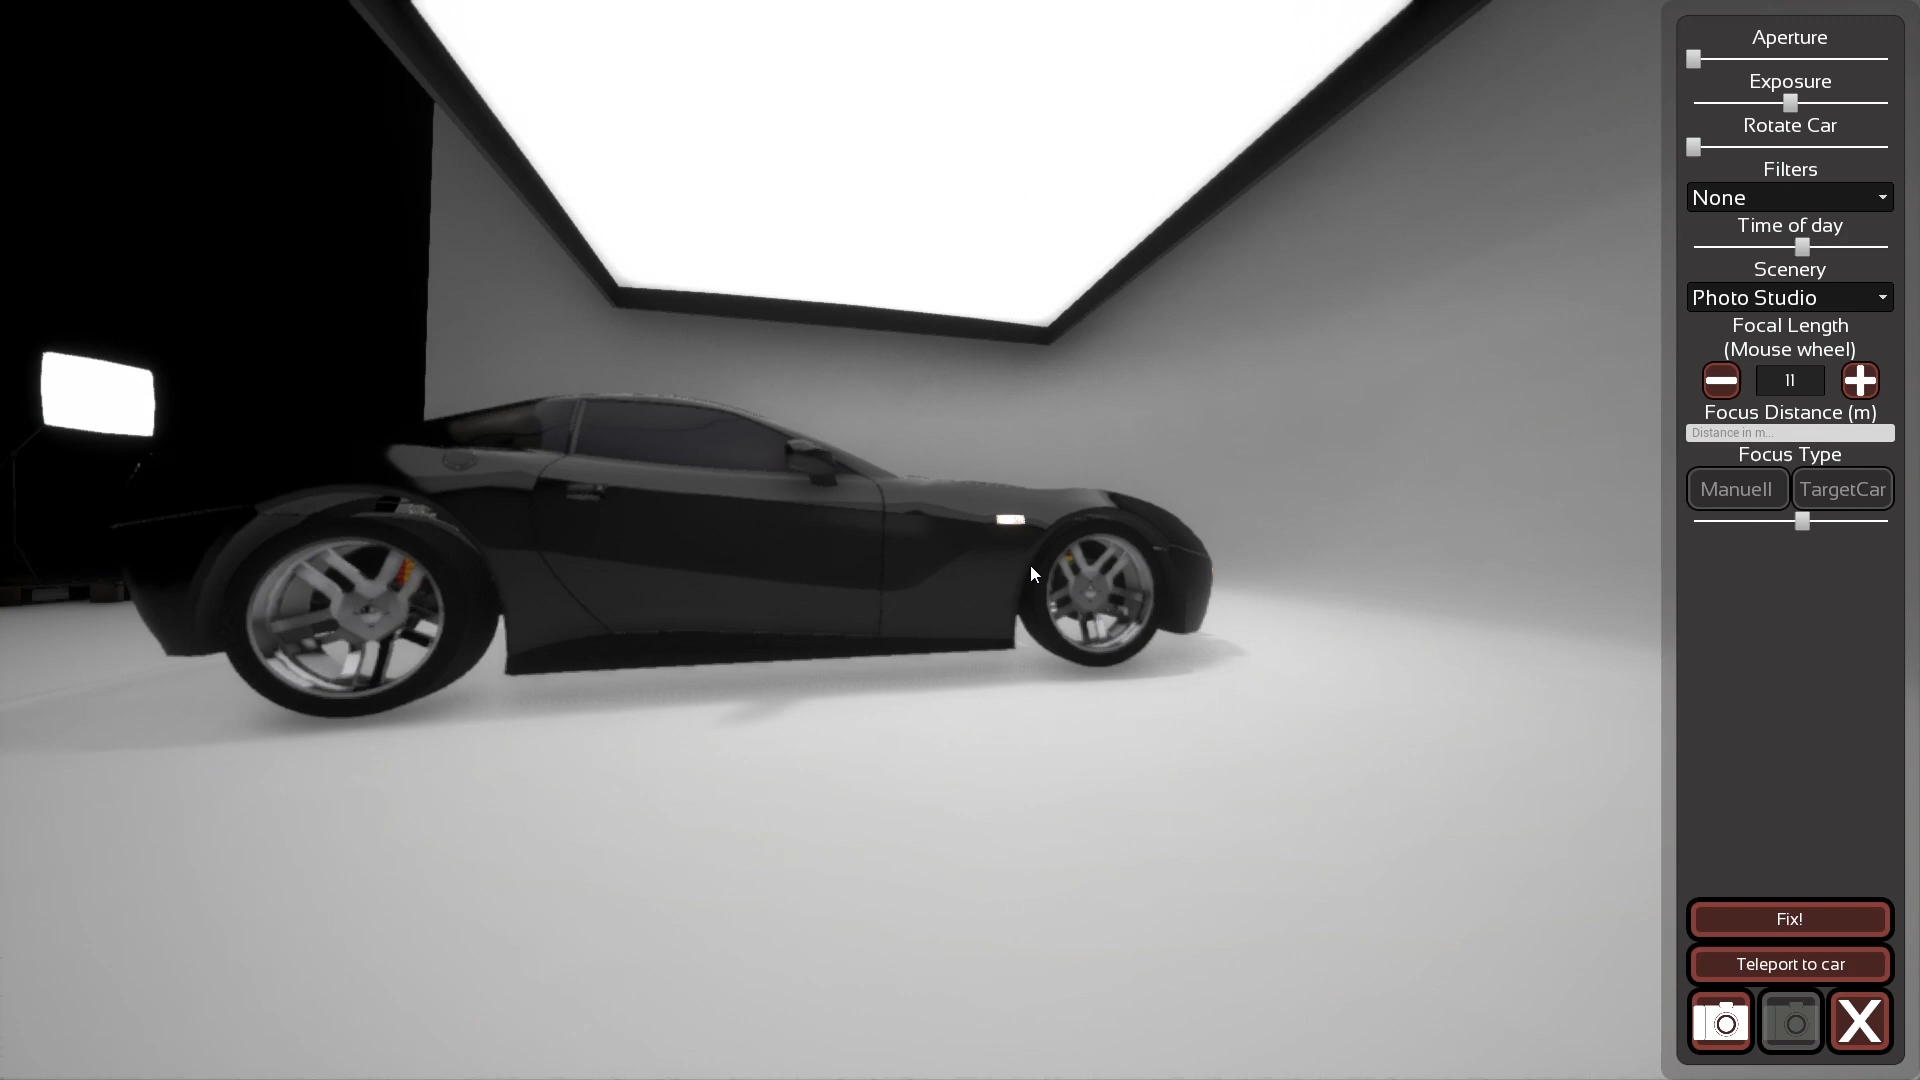 Aperture
Exposure
Rotate Car
Filters
None
Time of day
Scenery
Photo Studio
Focal Length
(Mouse wheel)
11
Focus Distance (m)
Distance in m...
Focus Type
Manuell TargetCar
Fix!
Teleport to car